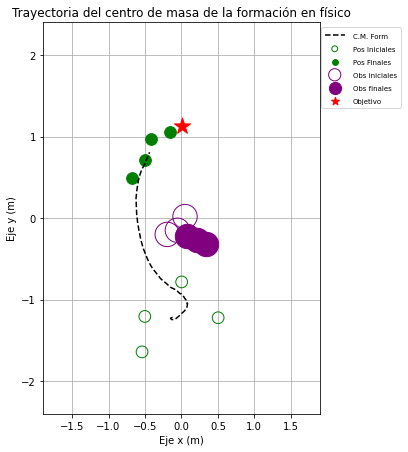 Trayectoria del centro de masa de la formación en físico
C.M. Form
Pos Iniciales
Pos Finales
Obs iniciales
Obs finales
Objetivo
Eje y (m)
2
1
0
−1
−2
−1.5
−1.0
−0.5
0.0
0.5
1.0
1.5
Eje x (m)